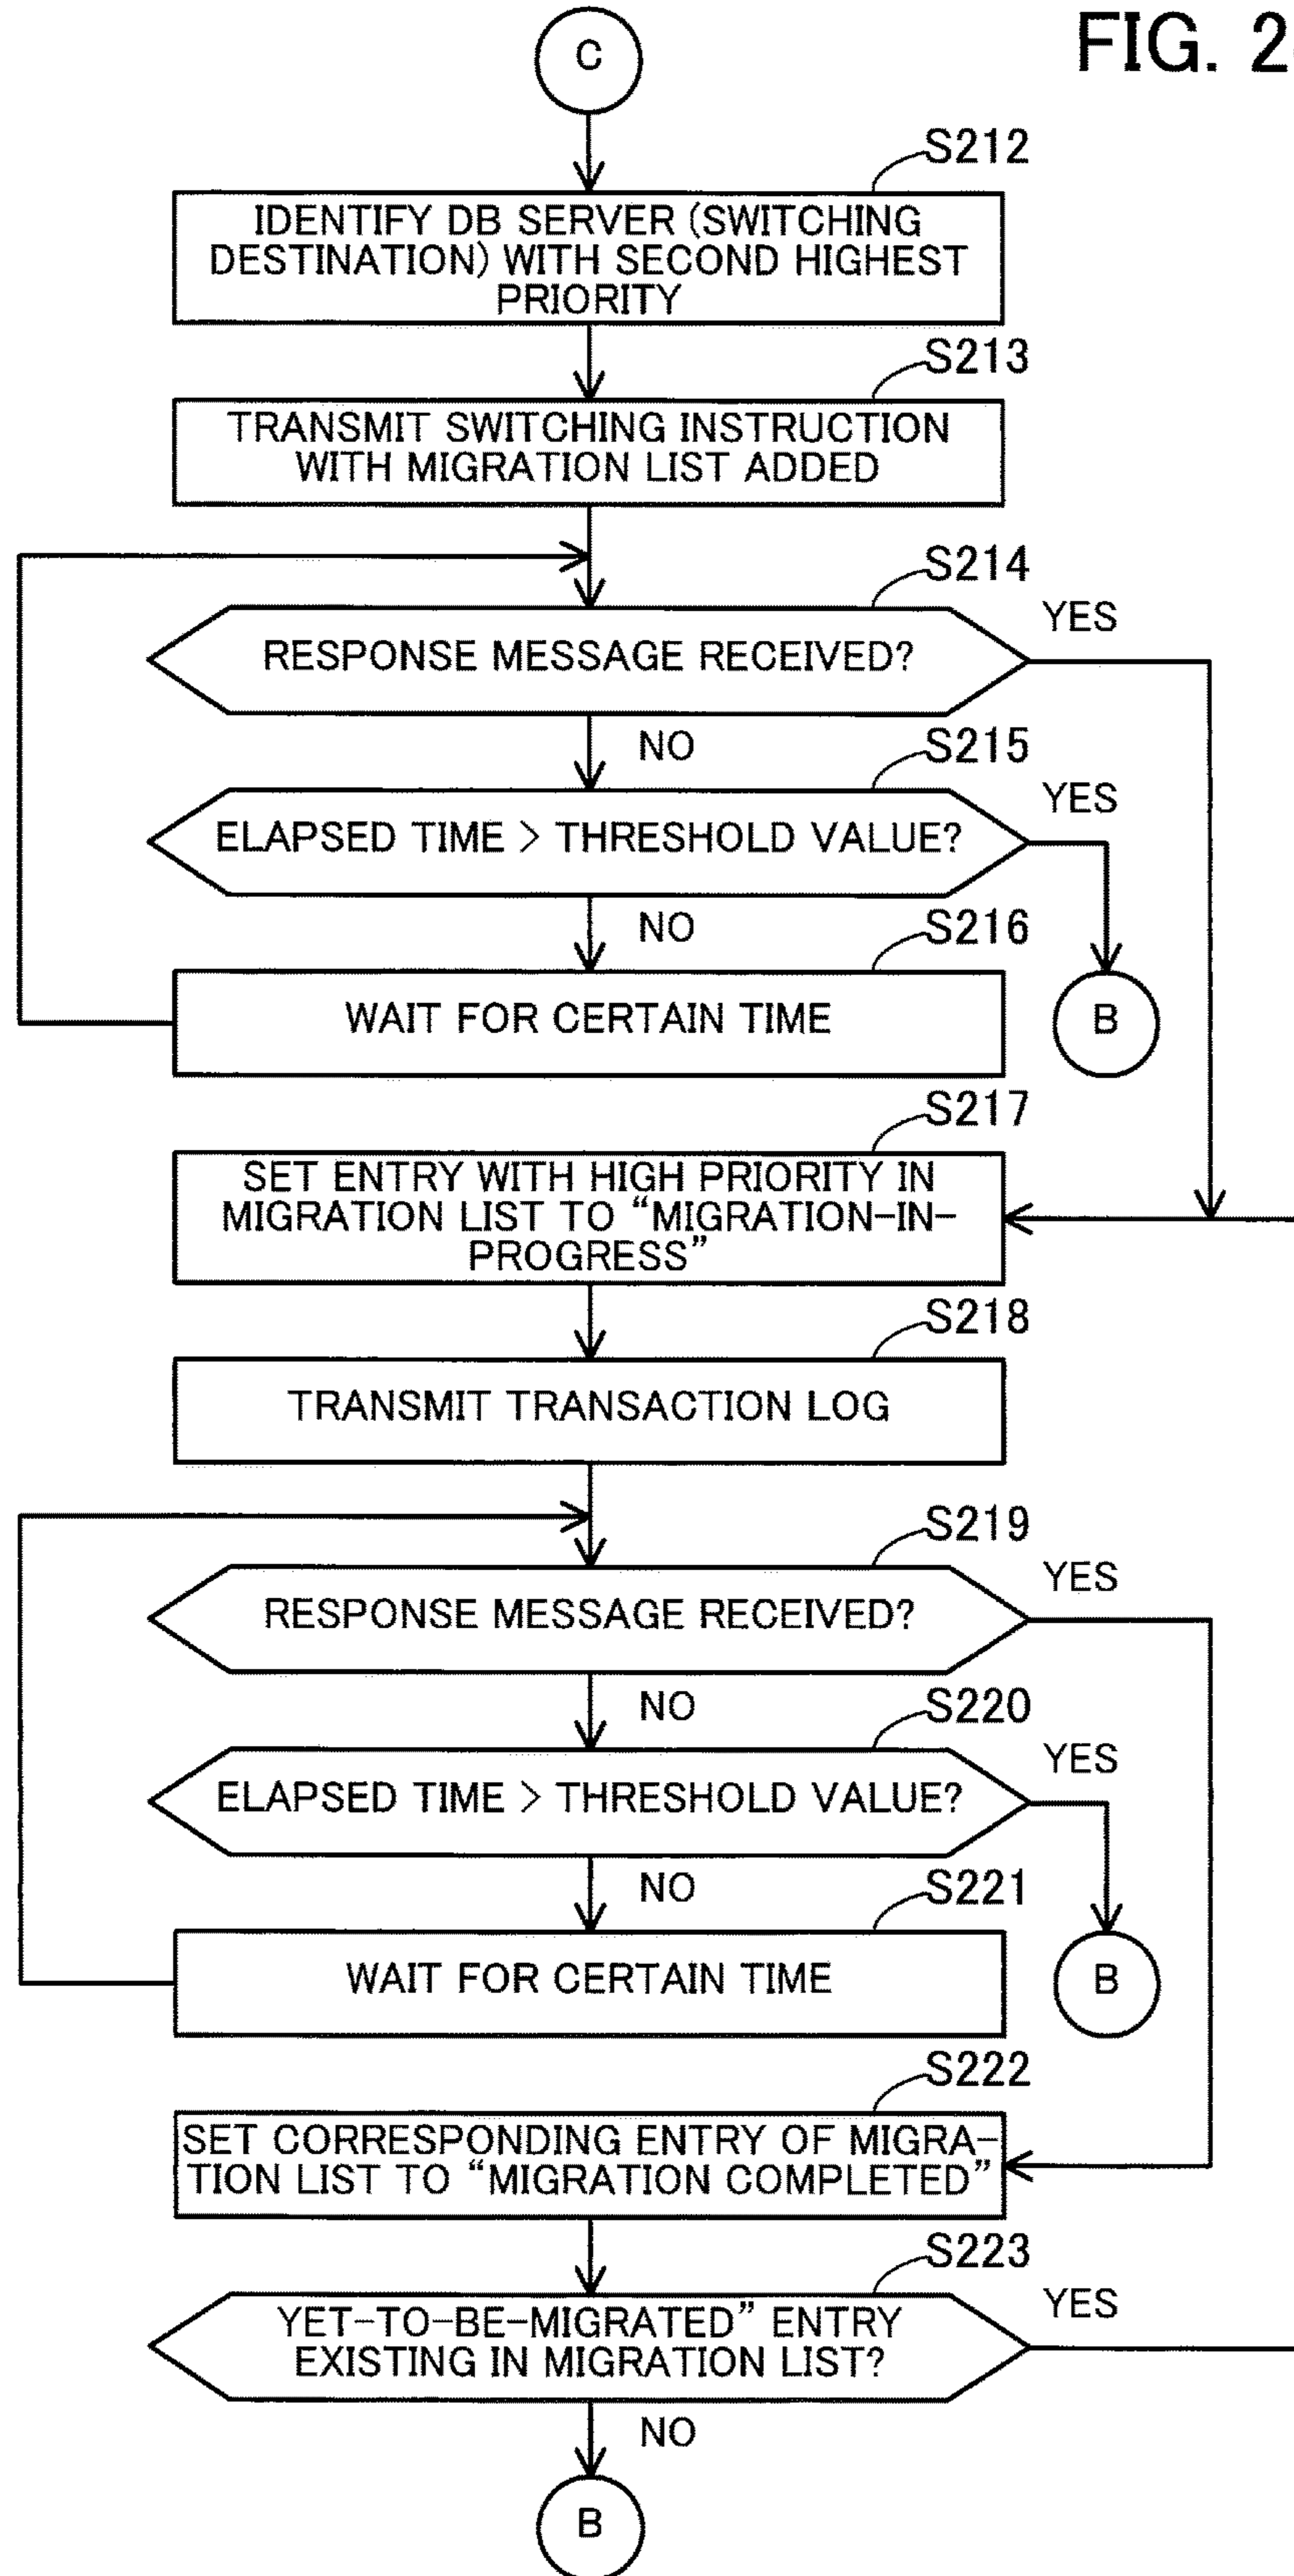 FIG. 2
C
S212
IDENTIFY DB SERVER (SWITCHING
DESTINATION) WITH SECOND HIGHEST
PRIORITY
S213
TRANSMIT SWITCHING INSTRUCTION
WITH MIGRATION LIST ADDED
S214
YES
RESPONSE MESSAGE RECEIVED?
NO
S215
YES
ELAPSED TIME > THRESHOLD VALUE?
NO
S216
WAIT FOR CERTAIN TIME
B
S217
SET ENTRY WITH HIGH PRIORITY IN
MIGRATION LIST TO “MIGRATION-IN-
PROGRESS”
S218
TRANSMIT TRANSACTION LOG
S219
YES
RESPONSE MESSAGE RECEIVED?
NO
S220
YES
ELAPSED TIME > THRESHOLD VALUE?
NO
S221
WAIT FOR CERTAIN TIME
B
S222
SET CORRESPONDING ENTRY OF MIGRA-
TION LIST TO “MIGRATION COMPLETED”
S223
YES
YET-TO-BE-MIGRATED” ENTRY
EXISTING IN MIGRATION LIST?
NO
B